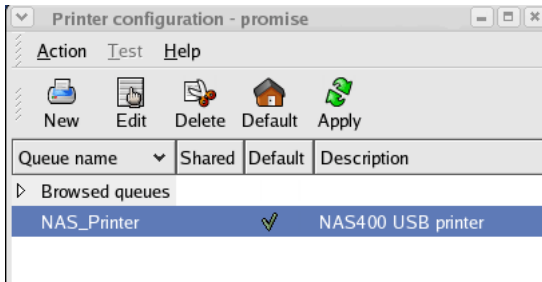 Printer configuration - promise
Action Test Help
New Edit Delete Default Apply
Queue name Shared Default Description
Browsed queues
NAS_Printer NAS400 USB printer